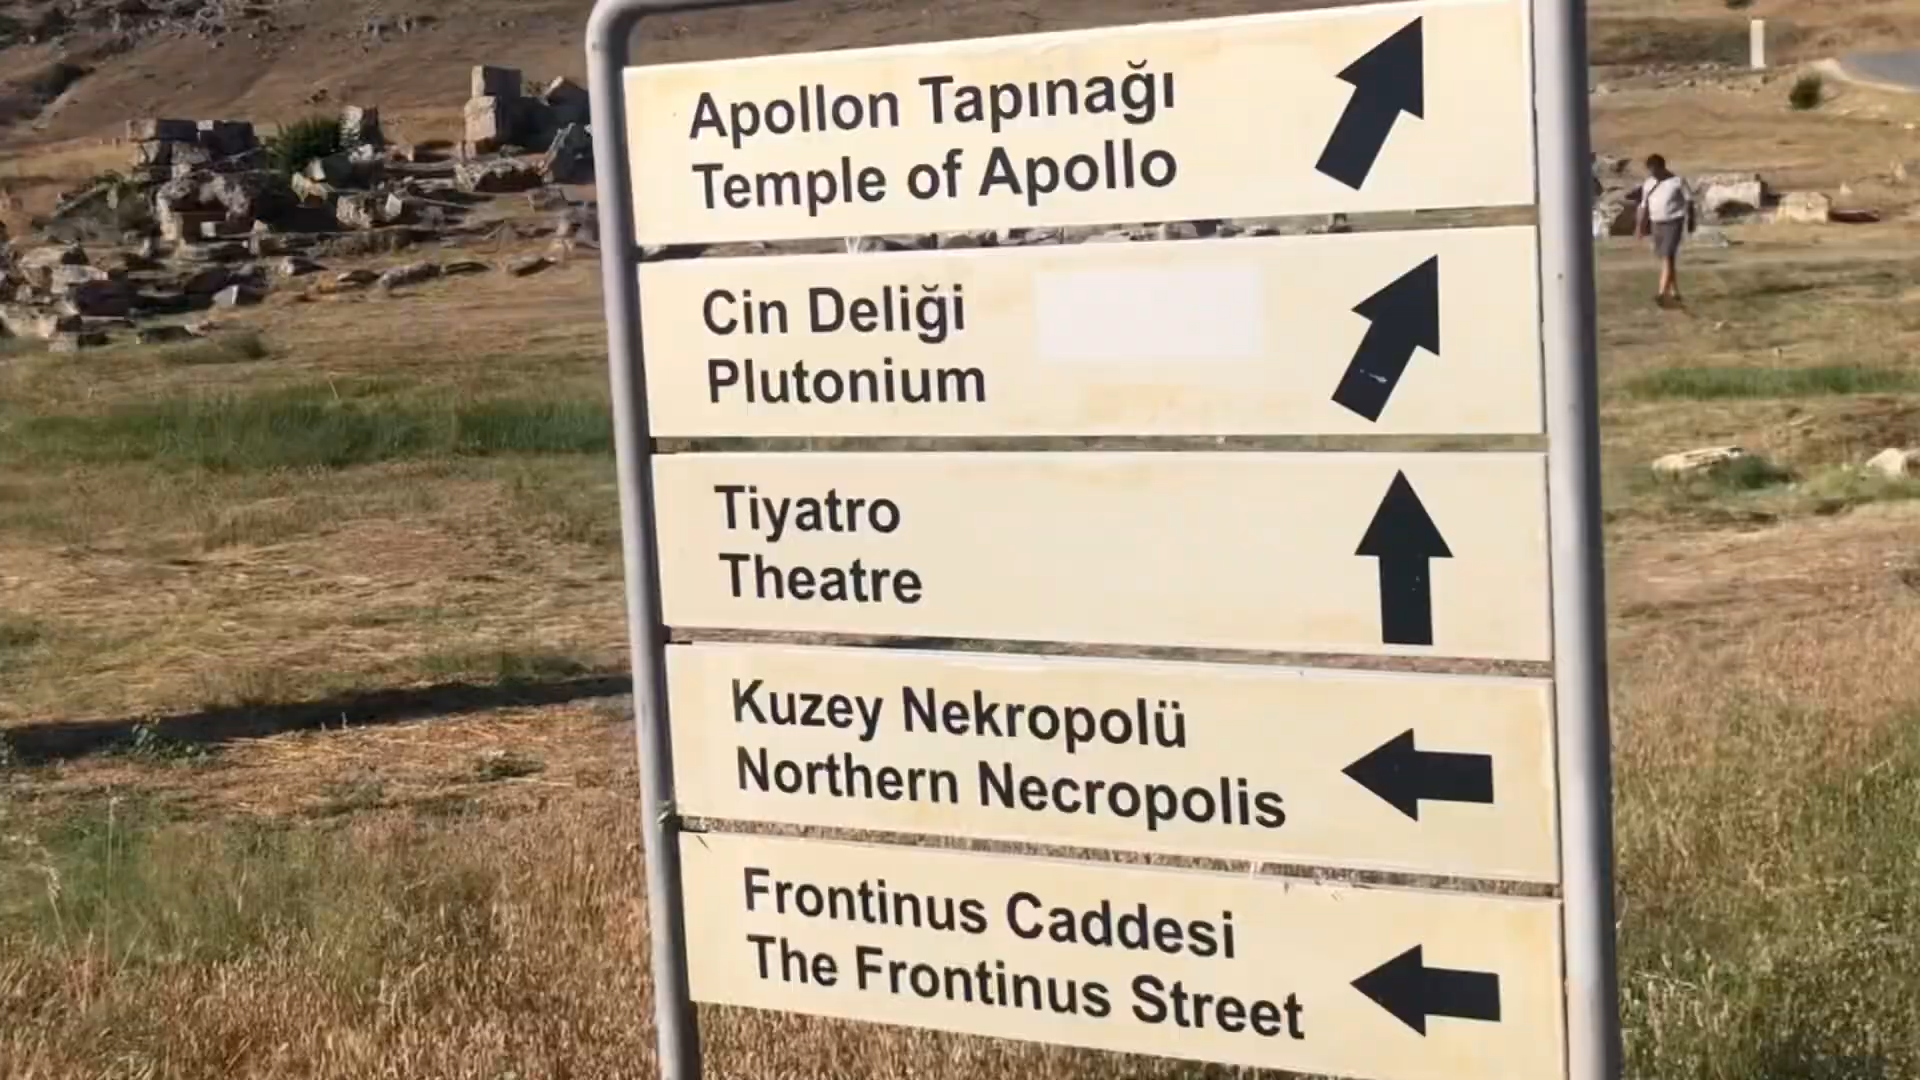 Apollon Tapınağı
Temple of Apollo
Cin Deliği
Plutonium
Tiyatro
Theatre
Kuzey Nekropolü
Northern Necropolis
Frontinus Caddesi
The Frontinus Street